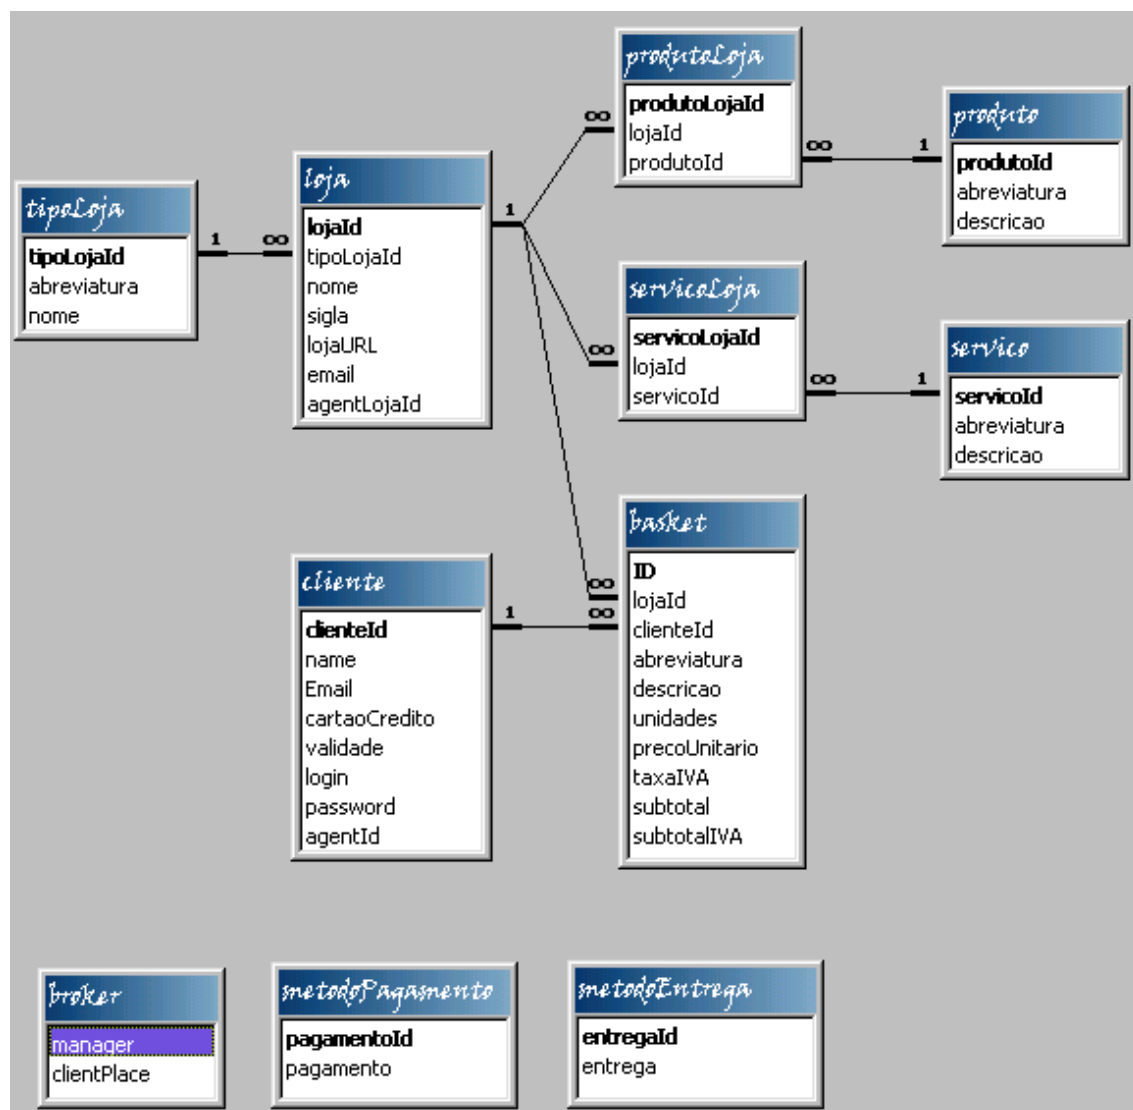 tipoLoja
tipoLojaId
abreviatura
nome
1
∞
loja
lojaId
tipoLojaId
nome
sigla
lojaURL
email
agentLojaId
1
∞
produtoLoja
produtoLojaId
lojaId
produtoId
∞
1
produto
produtoId
abreviatura
descricao
∞
servicoLoja
servicoLojaId
lojaId
servicoId
∞
1
servico
servicoId
abreviatura
descricao
cliente
clienteId
name
Email
cartaoCredito
validade
login
password
agentId
1
∞
∞
basket
ID
lojaId
clienteId
abreviatura
descricao
unidades
precoUnitario
taxaIVA
subtotal
subtotalIVA
broker
manager
clientPlace
metodoPagamento
pagamentoId
pagamento
metodoEntrega
entregaId
entrega